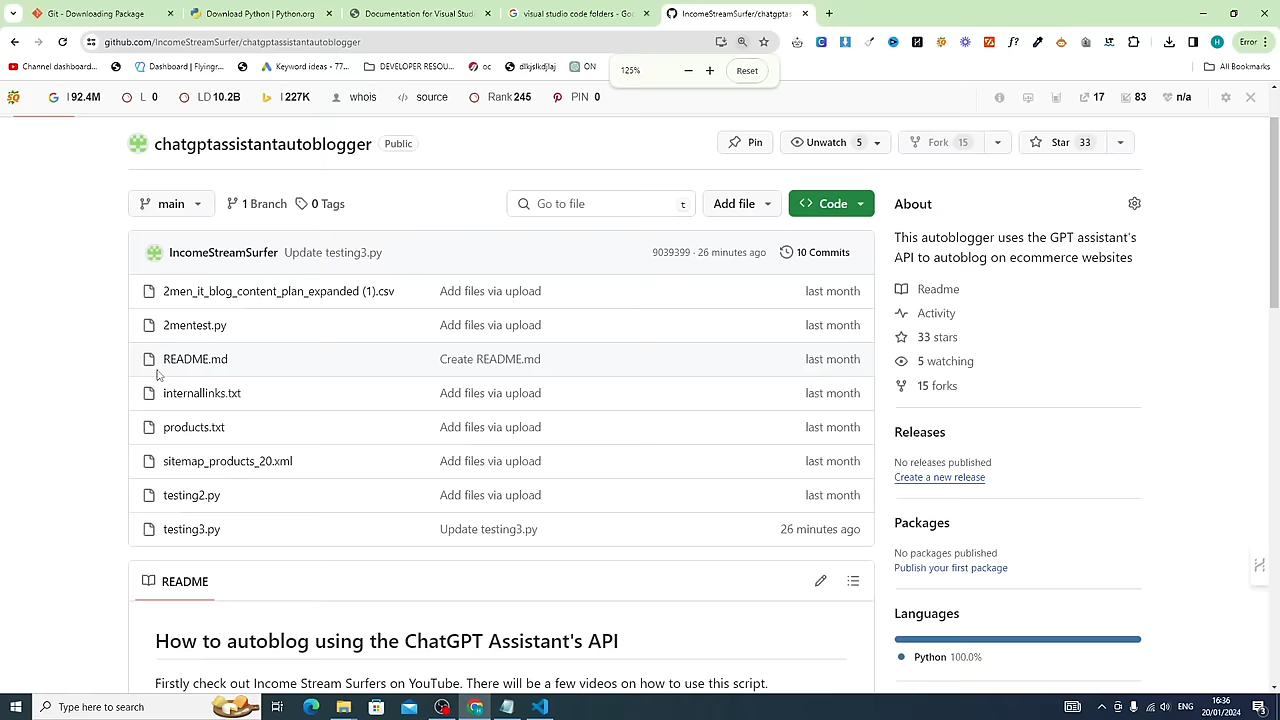 Git - Downloading Package
Download Python | Python.org
Documentation for Visual Stud
visual studio code folders - Goo
IncomeStreamSurfer/chatgptas
github.com/IncomeStreamSurfer/chatgptassistantautoblogger
Error
Channel dashboard...
Dashboard | Flyingr...
Keyword ideas - 77...
DEVELOPER RESOU...
oc
dlkjslkdjlaj
ON
All Bookmarks
125%
Reset
I 92.4M
L 0
LD 10.2B
I 227K
whois
source
Rank 245
PIN 0
17
83
n/a
chatgptassistantautoblogger
Public
Pin
Unwatch 5
Fork 15
Star 33
main
1 Branch
0 Tags
Go to file
t
Add file
Code
About
IncomeStreamSurfer
Update testing3.py
9039399 · 26 minutes ago
10 Commits
This autoblogger uses the GPT assistant's
API to autoblog on ecommerce websites
2men_it_blog_content_plan_expanded (1).csv
Add files via upload
last month
Readme
2mentest.py
Add files via upload
last month
Activity
33 stars
README.md
Create README.md
last month
5 watching
15 forks
internallinks.txt
Add files via upload
last month
products.txt
Add files via upload
last month
Releases
sitemap_products_20.xml
Add files via upload
last month
No releases published
Create a new release
testing2.py
Add files via upload
last month
testing3.py
Update testing3.py
26 minutes ago
Packages
No packages published
Publish your first package
README
Languages
Python 100.0%
How to autoblog using the ChatGPT Assistant's API
Firstly check out Income Stream Surfers on YouTube. There will be a few videos on how to use this script.
Type here to search
ENG
16:36
20/01/2024